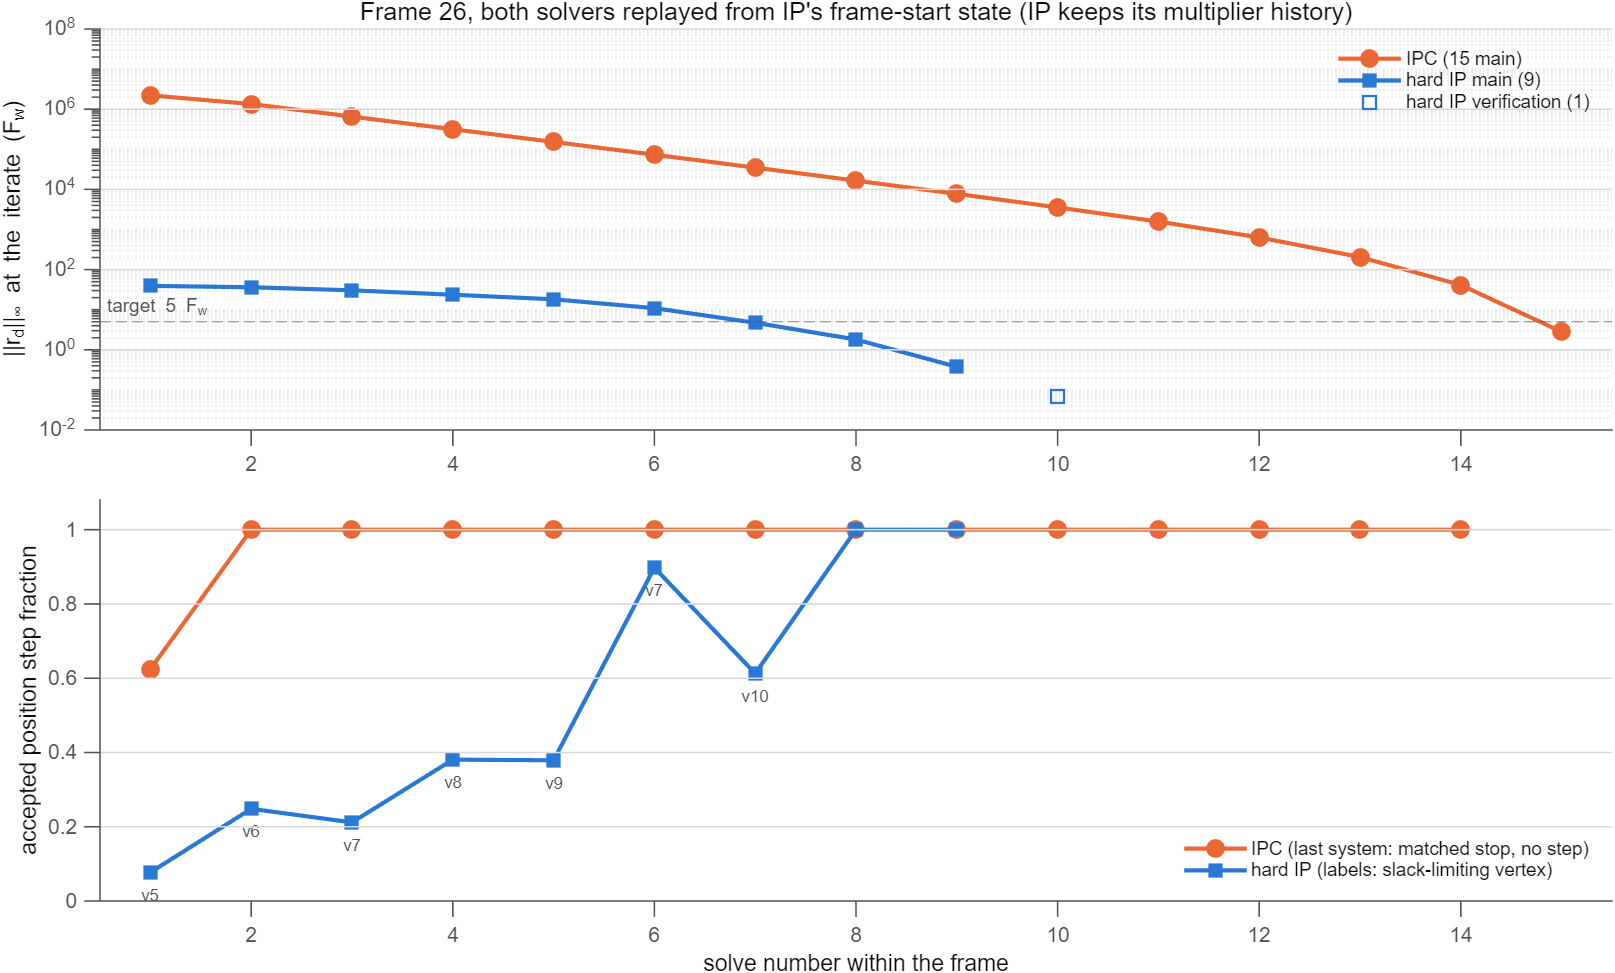 Frame 26, both solvers replayed from IP's frame-start state (IP keeps its multiplier history)
||r_d||_∞ at the iterate (F_w)
10^8
10^6
10^4
10^2
10^0
10^-2
IPC (15 main)
hard IP main (9)
hard IP verification (1)
target 5 F_w
2 4 6 8 10 12 14
accepted position step fraction
1
0.8
0.6
0.4
0.2
0
v5
v6
v7
v8
v9
v7
v10
IPC (last system: matched stop, no step)
hard IP (labels: slack-limiting vertex)
2 4 6 8 10 12 14
solve number within the frame